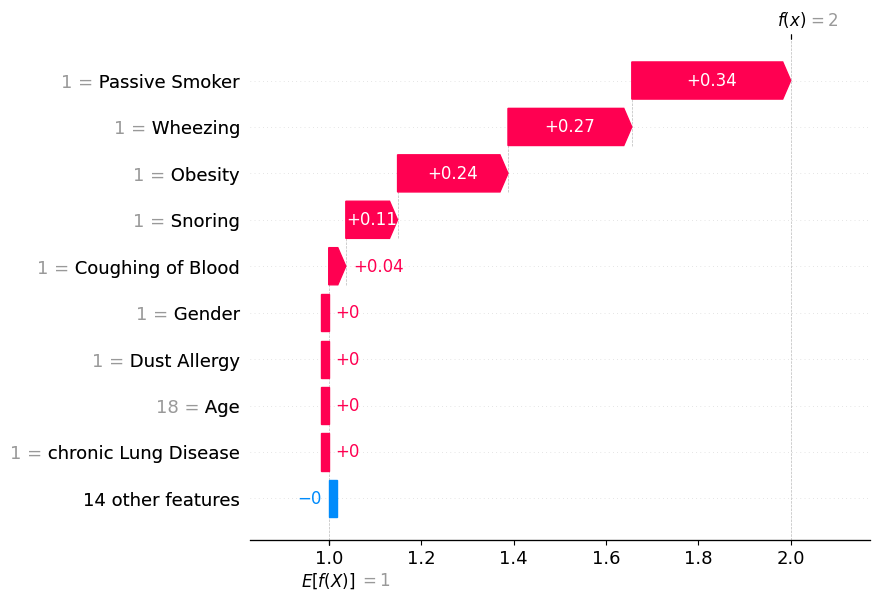 f(x) = 2
1 = Passive Smoker +0.34
1 = Wheezing +0.27
1 = Obesity +0.24
1 = Snoring +0.11
1 = Coughing of Blood +0.04
1 = Gender +0
1 = Dust Allergy +0
18 = Age +0
1 = chronic Lung Disease +0
14 other features −0
1.0 1.2 1.4 1.6 1.8 2.0
E[f(X)] = 1